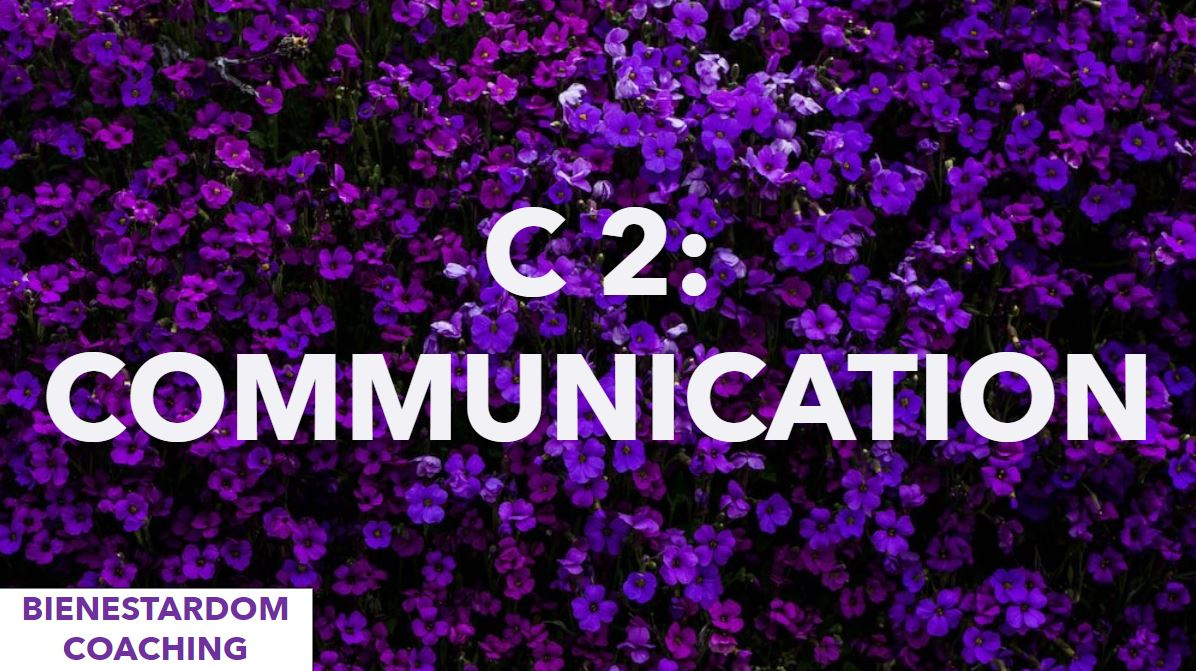 C 2:
COMMUNICATION
BIENESTARDOM
COACHING